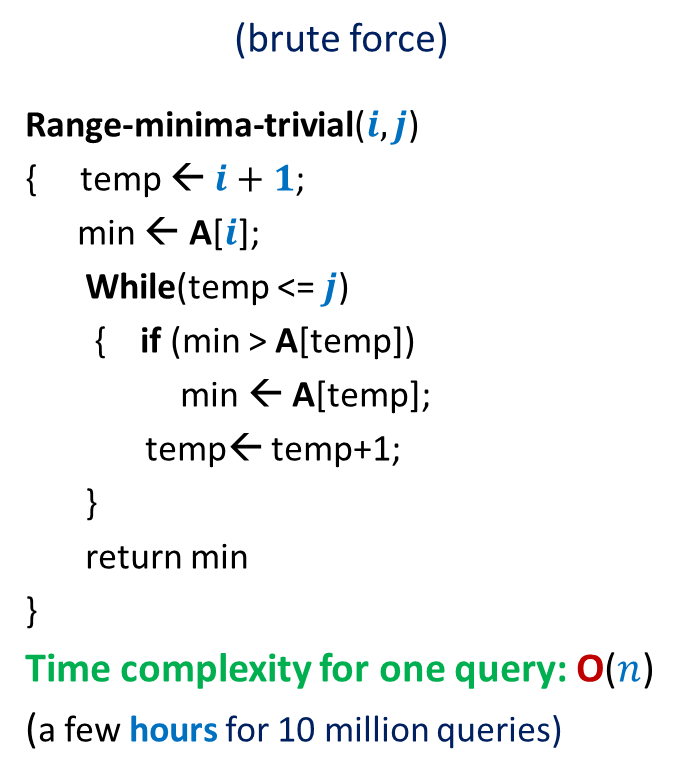 (brute force)
Range-minima-trivial(i,j)
{ temp ← i + 1;
min ← A[i];
While(temp <= j)
{ if (min > A[temp])
min ← A[temp];
temp← temp+1;
}
return min
}
Time complexity for one query: O(n)
(a few hours for 10 million queries)